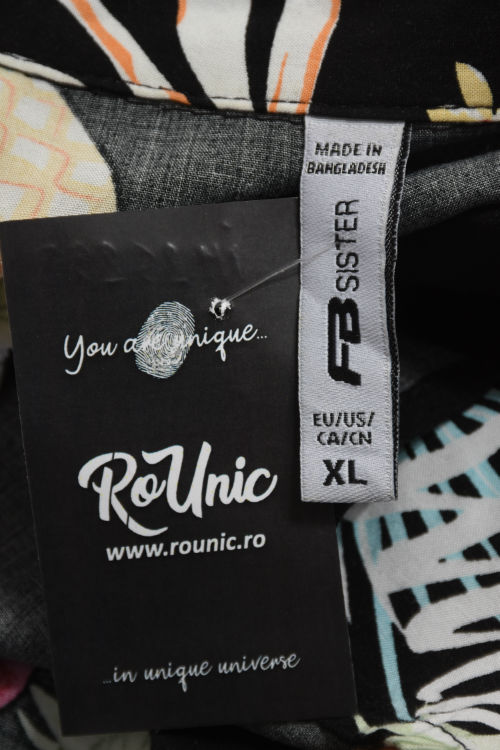 MADE IN
BANGLADESH
FB SISTER
EU/US/
CA/CN
XL
You are unique...
RoUnic
www.rounic.ro
...in unique universe